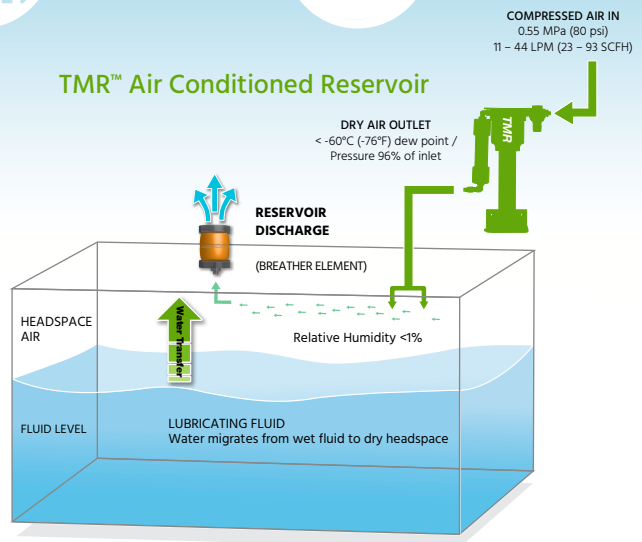 COMPRESSED AIR IN
0.55 MPa (80 psi)
11 – 44 LPM (23 – 93 SCFH)
TMR™ Air Conditioned Reservoir
DRY AIR OUTLET
< -60°C (-76°F) dew point /
Pressure 96% of inlet
TMR
RESERVOIR
DISCHARGE
(BREATHER ELEMENT)
HEADSPACE
AIR
Water Transfer
Relative Humidity <1%
FLUID LEVEL
LUBRICATING FLUID
Water migrates from wet fluid to dry headspace